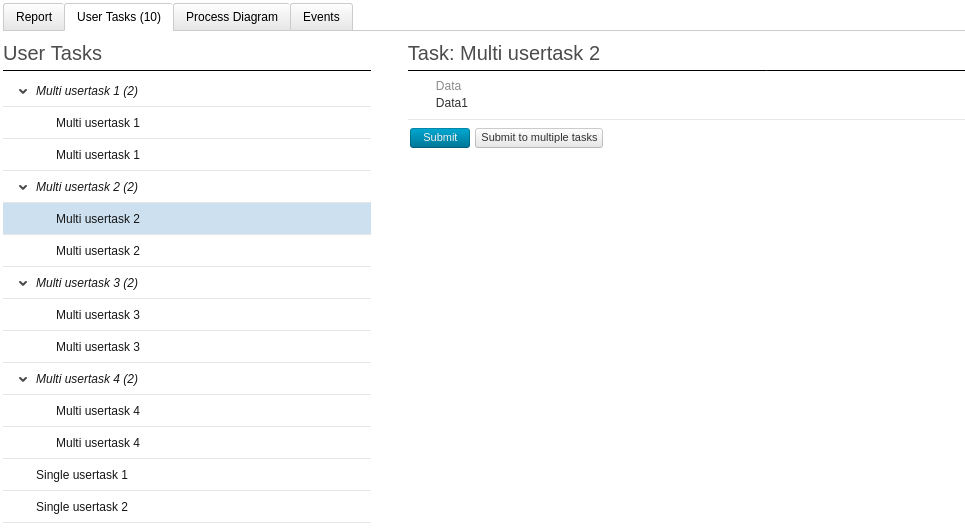 Report
User Tasks (10)
Process Diagram
Events
User Tasks
Multi usertask 1 (2)
Multi usertask 1
Multi usertask 1
Multi usertask 2 (2)
Multi usertask 2
Multi usertask 2
Multi usertask 3 (2)
Multi usertask 3
Multi usertask 3
Multi usertask 4 (2)
Multi usertask 4
Multi usertask 4
Single usertask 1
Single usertask 2
Task: Multi usertask 2
Data
Data1
Submit
Submit to multiple tasks